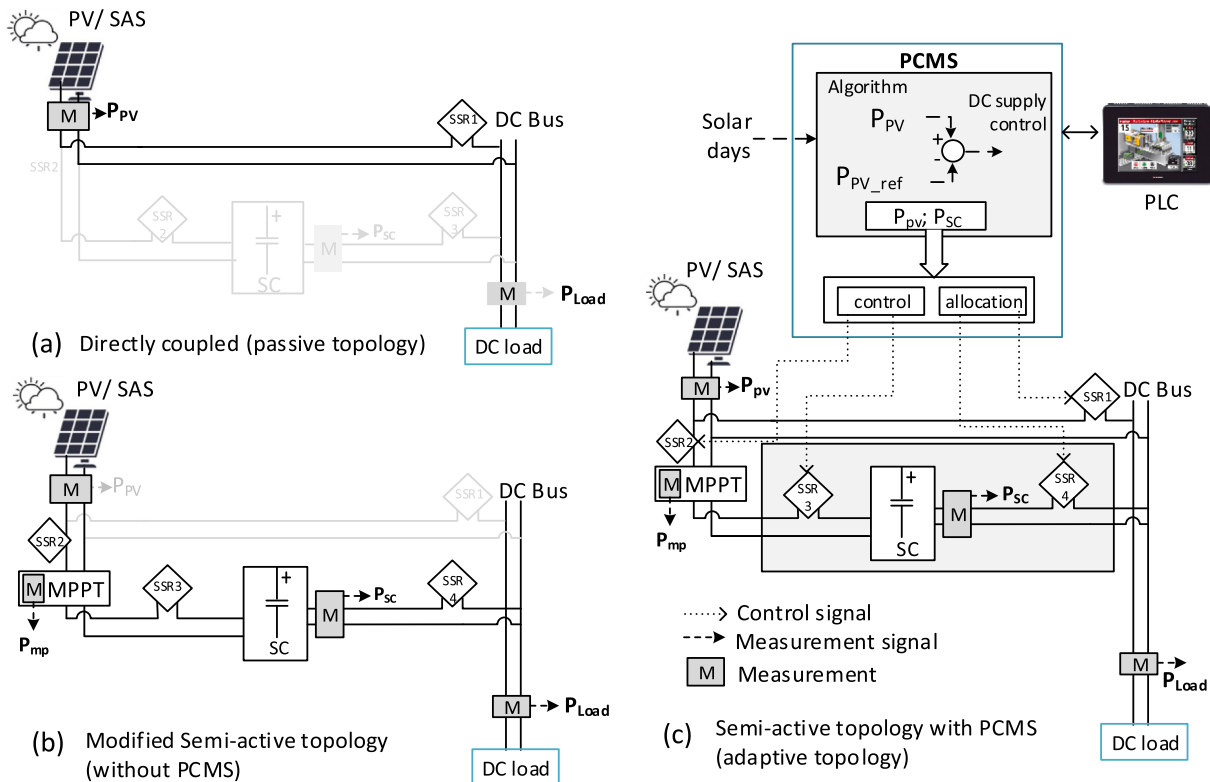 PV/ SAS
M
P_PV
SSR1
DC Bus
SSR2
SSR
2
+
SC
M
P_SC
SSR
3
M
P_Load
DC load
(a) Directly coupled (passive topology)
PV/ SAS
M
P_PV
SSR1
DC Bus
SSR2
M
MPPT
P_mp
SSR3
+
SC
M
P_SC
SSR
4
M
P_Load
DC load
(b) Modified Semi-active topology
(without PCMS)
PCMS
Algorithm
DC supply
control
P_PV
+
-
P_PV_ref
P_pv; P_SC
Solar
days
PLC
control
allocation
PV/ SAS
M
P_pv
SSR1
DC Bus
SSR2
M
MPPT
P_mp
SSR
3
+
SC
M
P_SC
SSR
4
Control signal
Measurement signal
M
Measurement
M
P_Load
DC load
(c) Semi-active topology with PCMS
(adaptive topology)